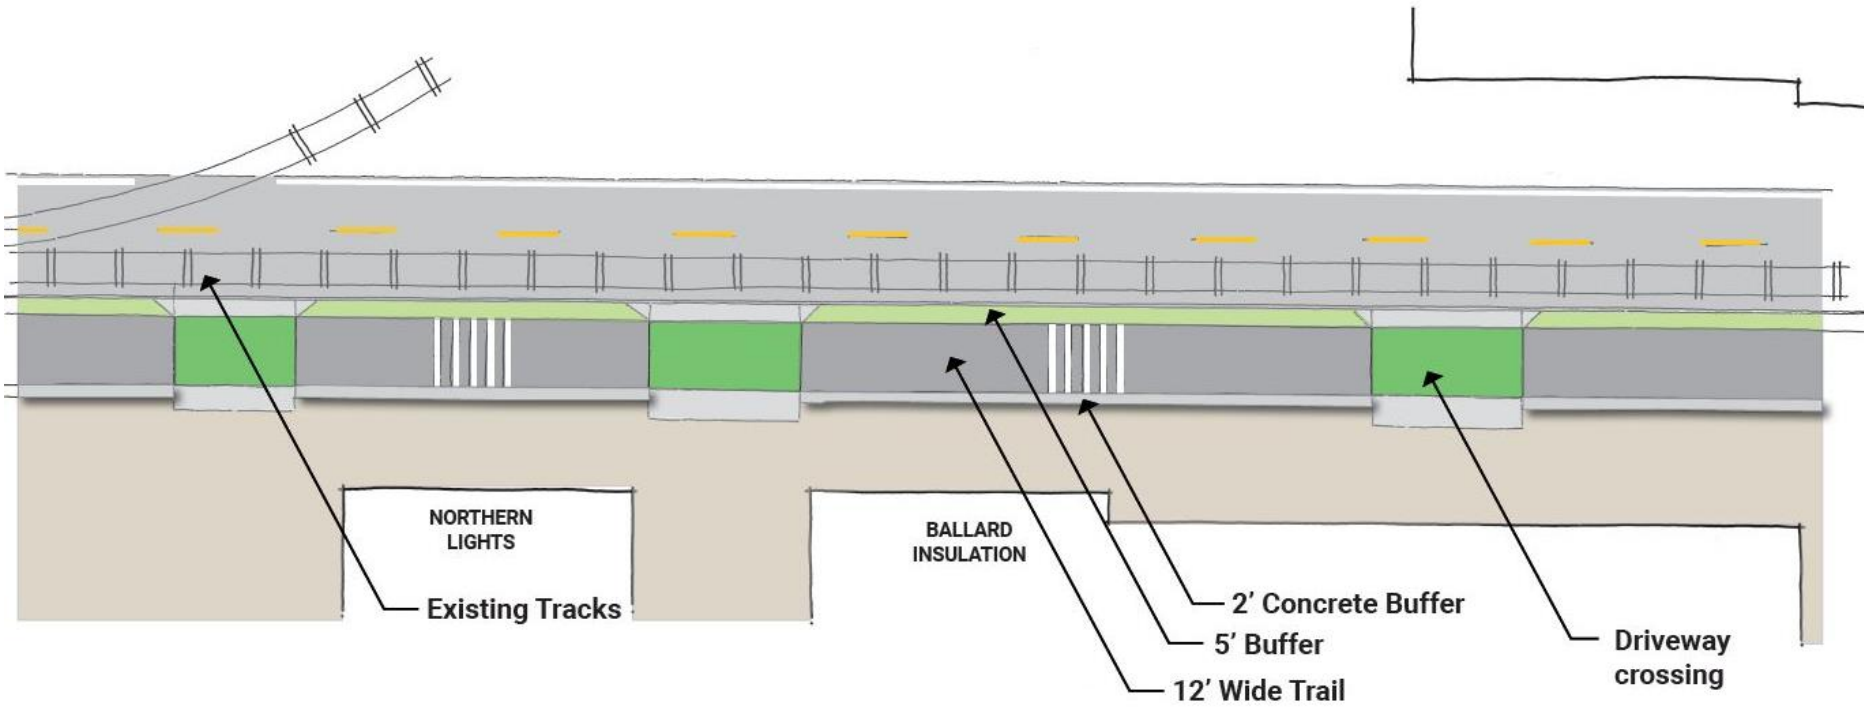 NORTHERN
LIGHTS
BALLARD
INSULATION
Existing Tracks
2’ Concrete Buffer
5’ Buffer
12’ Wide Trail
Driveway
crossing